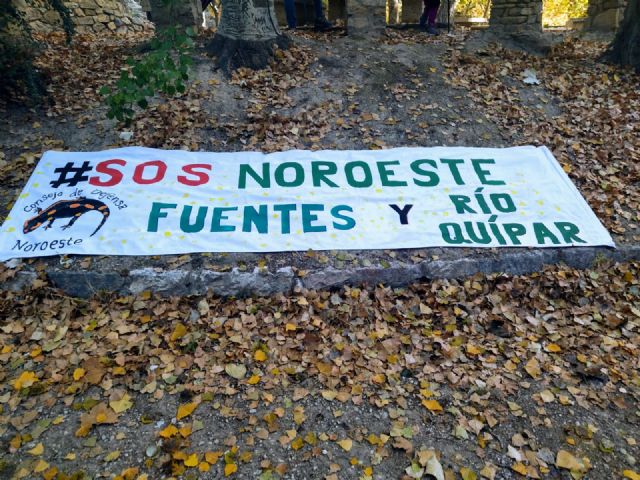 #SOS NOROESTE
FUENTES Y RÍO QUÍPAR
Consejo de Defensa
Noroeste